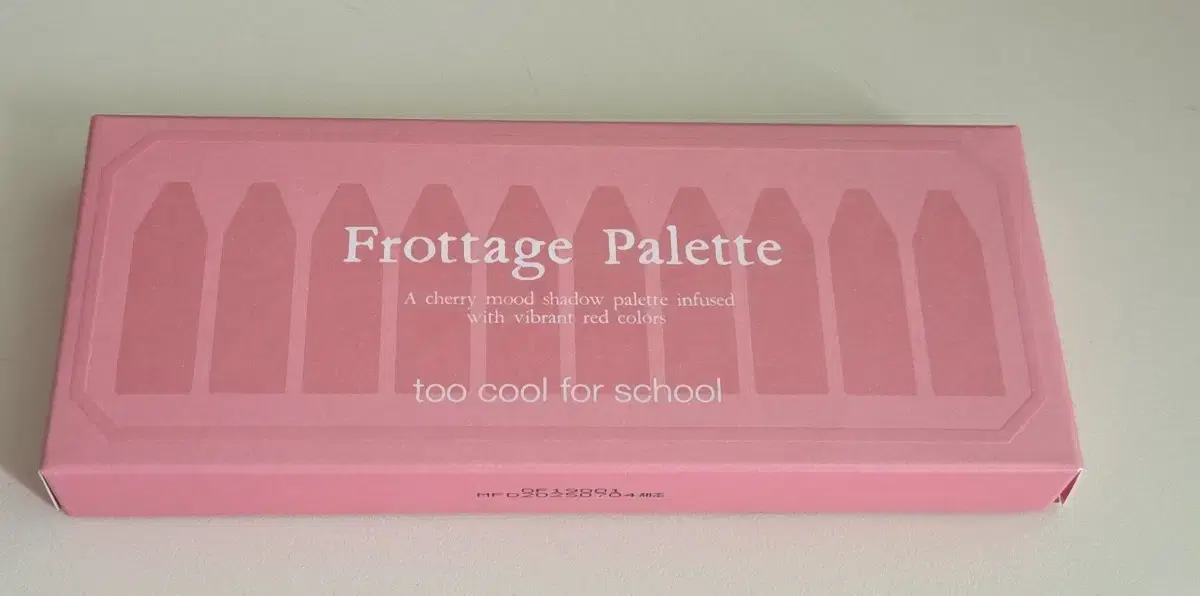 Frottage Palette
A cherry mood shadow palette infused
with vibrant red colors
too cool for school